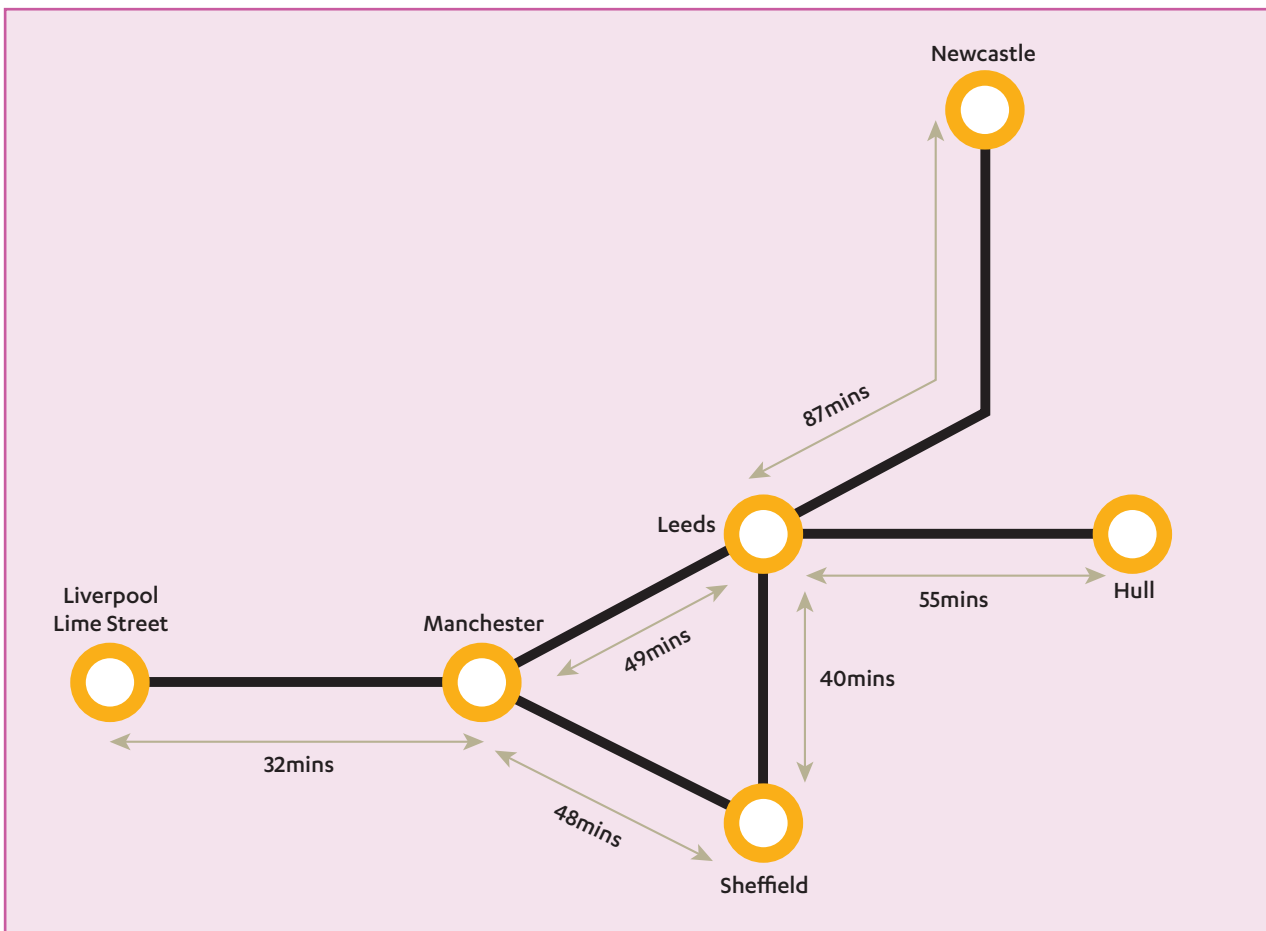 Newcastle
87mins
Leeds
Hull
55mins
Liverpool
Lime Street
Manchester
49mins
40mins
32mins
48mins
Sheffield